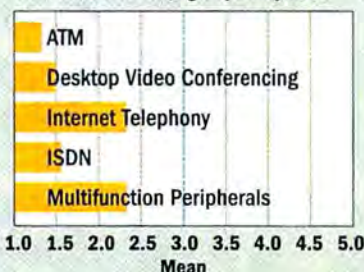 ATM
Desktop Video Conferencing
Internet Telephony
ISDN
Multifunction Peripherals
1.0 1.5 2.0 2.5 3.0 3.5 4.0 4.5 5.0
Mean